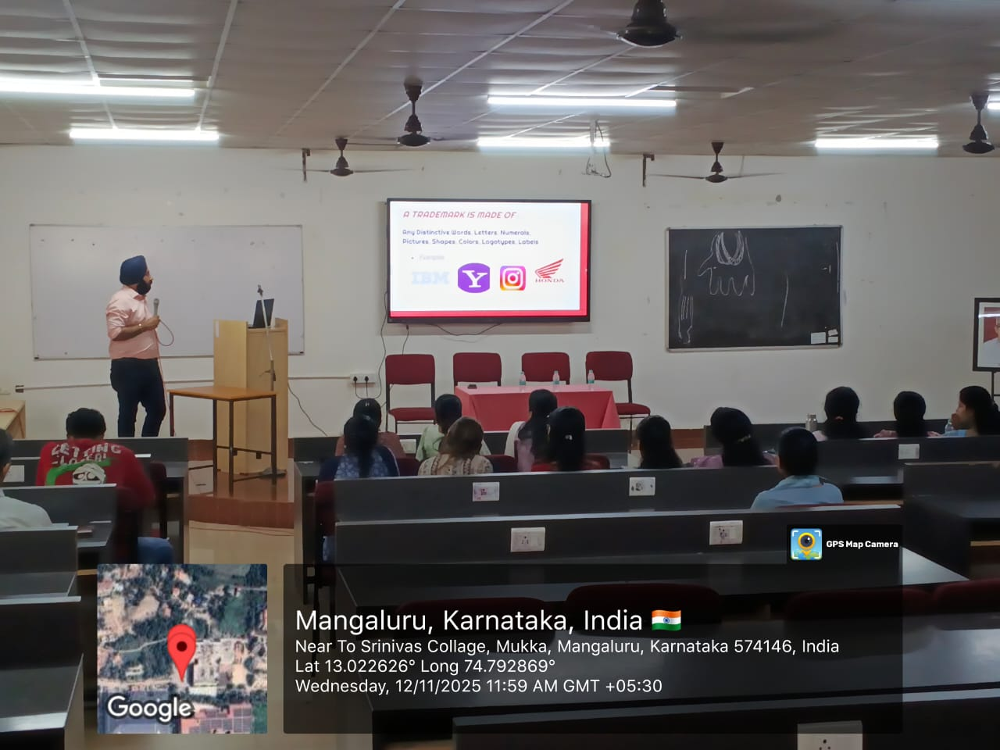 A TRADEMARK IS MADE OF
Any Distinctive Words, Letters, Numerals,
Pictures, Shapes, Colors, Logotypes, Labels
IBM
Y
HONDA
GPS Map Camera
Mangaluru, Karnataka, India
Near To Srinivas Collage, Mukka, Mangaluru, Karnataka 574146, India
Lat 13.022626° Long 74.792869°
Wednesday, 12/11/2025 11:59 AM GMT +05:30
Google